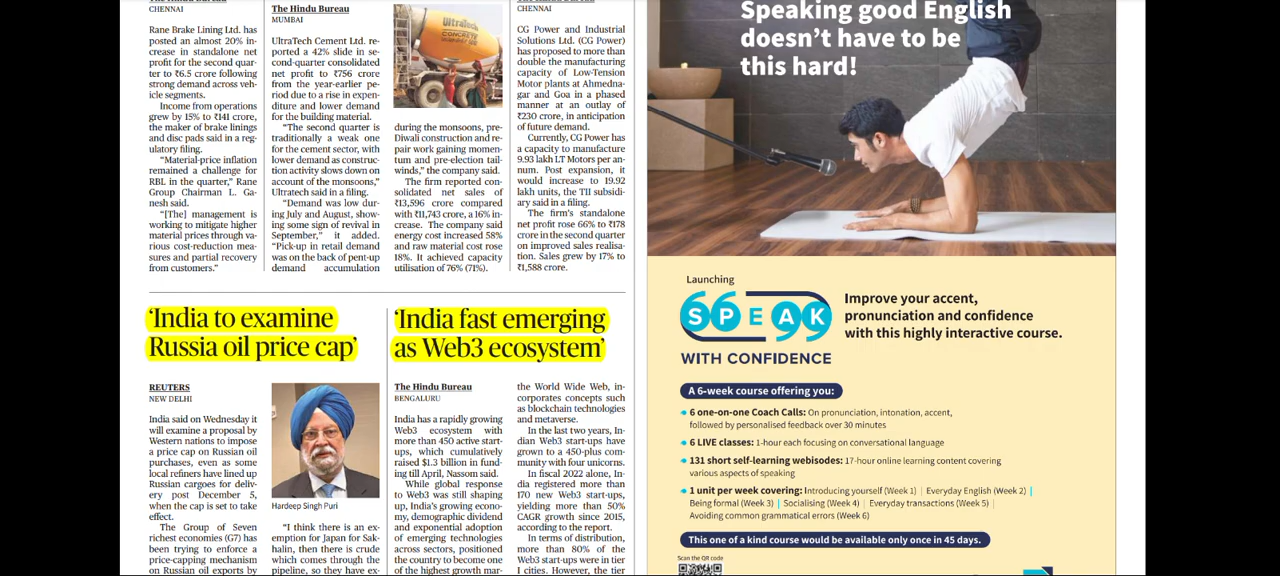 The Hindu Bureau
CHENNAI
Rane Brake Lining Ltd. has
posted an almost 20% in-
crease in standalone net
profit for the second quar-
ter to ₹6.5 crore following
strong demand across veh-
icle segments.
Income from operations
grew by 15% to ₹141 crore,
the maker of brake linings
and disc pads said in a reg-
ulatory filing.
“Material-price inflation
remained a challenge for
RBL in the quarter,” Rane
Group Chairman L. Ga-
nesh said.
“[The] management is
working to mitigate higher
material prices through va-
rious cost-reduction mea-
sures and partial recovery
from customers.”
The Hindu Bureau
MUMBAI
UltraTech Cement Ltd. re-
ported a 42% slide in se-
cond-quarter consolidated
net profit to ₹756 crore
from the year-earlier pe-
riod due to a rise in expen-
diture and lower demand
for the building material.
“The second quarter is
traditionally a weak one
for the cement sector, with
lower demand as construc-
tion activity slows down on
account of the monsoons,”
Ultratech said in a filing.
“Demand was low dur-
ing July and August, show-
ing some sign of revival in
September,” it added.
“Pick-up in retail demand
was on the back of pent-up
demand accumulation
UltraTech
CONCRETE
during the monsoons, pre-
Diwali construction and re-
pair work gaining momen-
tum and pre-election tail-
winds,” the company said.
The firm reported con-
solidated net sales of
₹13,596 crore compared
with ₹11,743 crore, a 16% in-
crease. The company said
energy cost increased 58%
and raw material cost rose
18%. It achieved capacity
utilisation of 76% (71%).
The Hindu Bureau
CHENNAI
CG Power and Industrial
Solutions Ltd. (CG Power)
has proposed to more than
double the manufacturing
capacity of Low-Tension
Motor plants at Ahmedna-
gar and Goa in a phased
manner at an outlay of
₹230 crore, in anticipation
of future demand.
Currently, CG Power has
a capacity to manufacture
9.93 lakh LT Motors per an-
num. Post expansion, it
would increase to 19.92
lakh units, the TII subsidi-
ary said in a filing.
The firm’s standalone
net profit rose 66% to ₹178
crore in the second quarter
on improved sales realisa-
tion. Sales grew by 17% to
₹1,588 crore.
‘India to examine
Russia oil price cap’
REUTERS
NEW DELHI
India said on Wednesday it
will examine a proposal by
Western nations to impose
a price cap on Russian oil
purchases, even as some
local refiners have lined up
Russian cargoes for deliv-
ery post December 5,
when the cap is set to take
effect.
The Group of Seven
richest economies (G7) has
been trying to enforce a
price-capping mechanism
on Russian oil exports by
Hardeep Singh Puri
“I think there is an ex-
emption for Japan for Sak-
halin, then there is crude
which comes through the
pipeline, so they have ex-
‘India fast emerging
as Web3 ecosystem’
The Hindu Bureau
BENGALURU
India has a rapidly growing
Web3 ecosystem with
more than 450 active start-
ups, which cumulatively
raised $1.3 billion in fund-
ing till April, Nassom said.
While global response
to Web3 was still shaping
up, India’s growing econo-
my, demographic dividend
and exponential adoption
of emerging technologies
across sectors, positioned
the country to become one
of the highest growth mar-
the World Wide Web, in-
corporates concepts such
as blockchain technologies
and metaverse.
In the last two years, In-
dian Web3 start-ups have
grown to a 450-plus com-
munity with four unicorns.
In fiscal 2022 alone, In-
dia registered more than
170 new Web3 start-ups,
yielding more than 50%
CAGR growth since 2015,
according to the report.
In terms of distribution,
more than 80% of the
Web3 start-ups were in tier
I cities. However, the tier
Speaking good English
doesn’t have to be
this hard!
Launching
SPEAK
WITH CONFIDENCE
Improve your accent,
pronunciation and confidence
with this highly interactive course.
A 6-week course offering you:
6 one-on-one Coach Calls: On pronunciation, intonation, accent,
followed by personalised feedback over 30 minutes
6 LIVE classes: 1-hour each focusing on conversational language
131 short self-learning webisodes: 17-hour online learning content covering
various aspects of speaking
1 unit per week covering: Introducing yourself (Week 1) | Everyday English (Week 2) |
Being formal (Week 3) | Socialising (Week 4) | Everyday transactions (Week 5) |
Avoiding common grammatical errors (Week 6)
This one of a kind course would be available only once in 45 days.
Scan the QR code